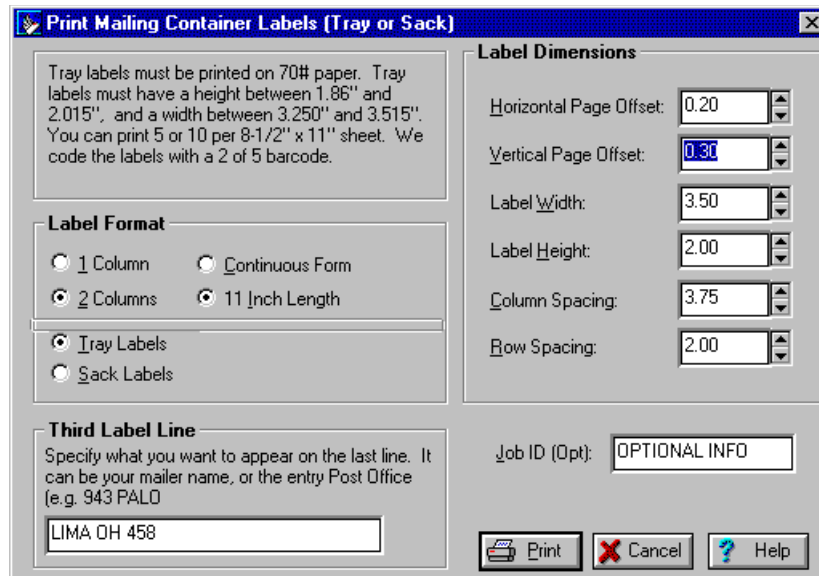 Print Mailing Container Labels (Tray or Sack)
Tray labels must be printed on 70# paper. Tray
labels must have a height between 1.86" and
2.015", and a width between 3.250" and 3.515".
You can print 5 or 10 per 8-1/2" x 11" sheet. We
code the labels with a 2 of 5 barcode.
Label Format
1 Column
Continuous Form
2 Columns
11 Inch Length
Tray Labels
Sack Labels
Third Label Line
Specify what you want to appear on the last line. It
can be your mailer name, or the entry Post Office
(e.g. 943 PALO
LIMA OH 458
Label Dimensions
Horizontal Page Offset: 0.20
Vertical Page Offset: 0.30
Label Width: 3.50
Label Height: 2.00
Column Spacing: 3.75
Row Spacing: 2.00
Job ID (Opt): OPTIONAL INFO
Print
Cancel
Help